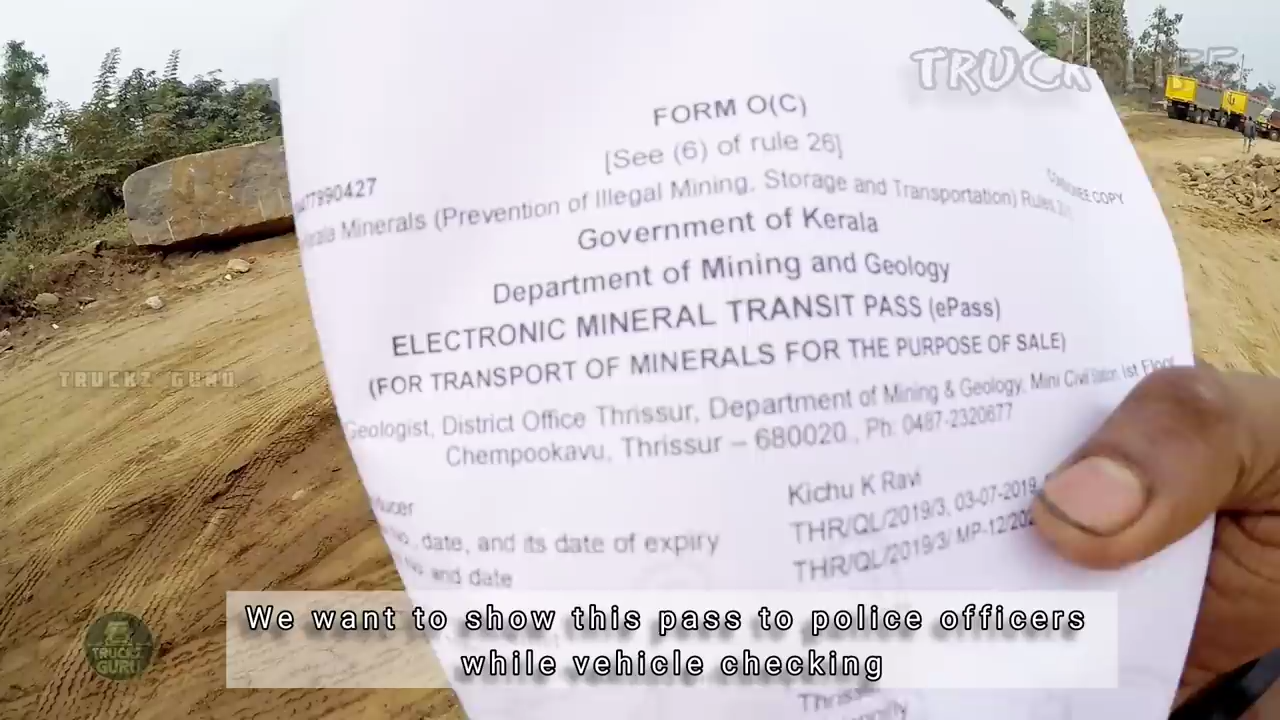 TRUCK
FORM O(C)
[See (6) of rule 26]
77990427
COPY
Minerals (Prevention of Illegal Mining, Storage and Transportation) Rules
Government of Kerala
Department of Mining and Geology
ELECTRONIC MINERAL TRANSIT PASS (ePass)
(FOR TRANSPORT OF MINERALS FOR THE PURPOSE OF SALE)
TRUCKZ GURU
Geologist, District Office Thrissur, Department of Mining & Geology, Mini Civil Station Ist Floor
Chempookavu, Thrissur – 680020., Ph: 0487-2320677
Kichu K Ravi
date, and its date of expiry THR/QL/2019/3, 03-07-2019
and date THR/QL/2019/3/ MP-12/202
We want to show this pass to police officers
while vehicle checking
TRUCKZ
GURU